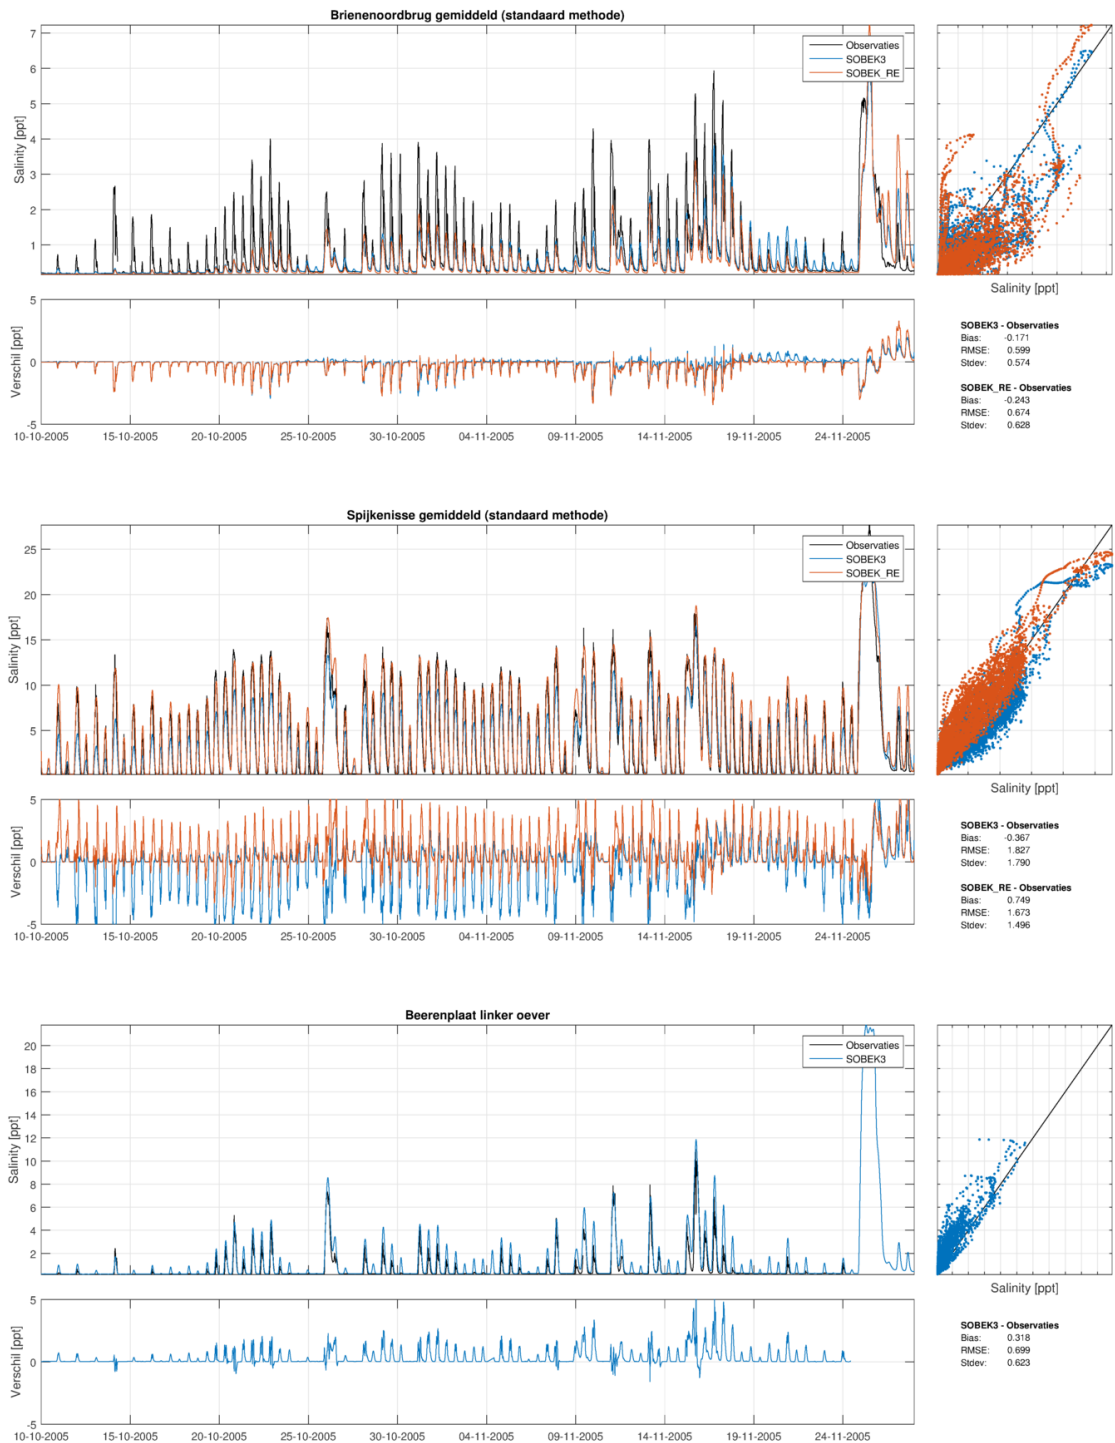 Brienenoordbrug gemiddeld (standaard methode)
Salinity [ppt]
7
6
5
4
3
2
1
Observaties
SOBEK3
SOBEK_RE
Salinity [ppt]
Verschil [ppt]
5
0
-5
10-10-2005 15-10-2005 20-10-2005 25-10-2005 30-10-2005 04-11-2005 09-11-2005 14-11-2005 19-11-2005 24-11-2005
SOBEK3 - Observaties
Bias: -0.171
RMSE: 0.599
Stdev: 0.574
SOBEK_RE - Observaties
Bias: -0.243
RMSE: 0.674
Stdev: 0.628
Spijkenisse gemiddeld (standaard methode)
Salinity [ppt]
25
20
15
10
5
Observaties
SOBEK3
SOBEK_RE
Salinity [ppt]
Verschil [ppt]
5
0
-5
10-10-2005 15-10-2005 20-10-2005 25-10-2005 30-10-2005 04-11-2005 09-11-2005 14-11-2005 19-11-2005 24-11-2005
SOBEK3 - Observaties
Bias: -0.367
RMSE: 1.827
Stdev: 1.790
SOBEK_RE - Observaties
Bias: 0.749
RMSE: 1.673
Stdev: 1.496
Beerenplaat linker oever
Salinity [ppt]
20
18
16
14
12
10
8
6
4
2
Observaties
SOBEK3
Salinity [ppt]
Verschil [ppt]
5
0
-5
10-10-2005 15-10-2005 20-10-2005 25-10-2005 30-10-2005 04-11-2005 09-11-2005 14-11-2005 19-11-2005 24-11-2005
SOBEK3 - Observaties
Bias: 0.318
RMSE: 0.699
Stdev: 0.623